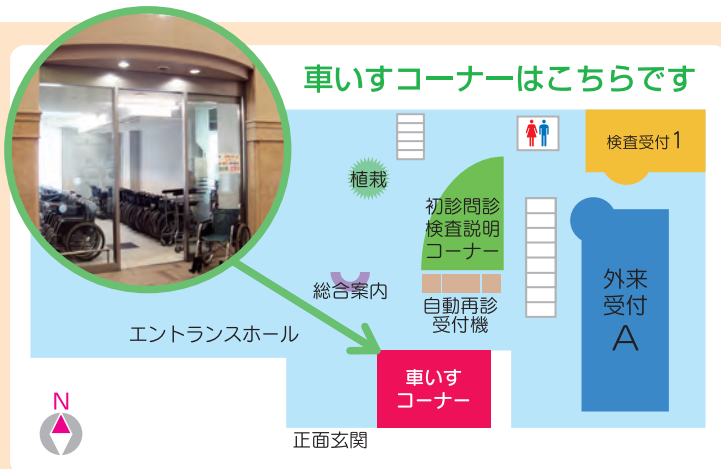 車いすコーナーはこちらです
検査受付1
植栽
初診問診
検査説明
コーナー
総合案内
自動再診
受付機
外来
受付
A
エントランスホール
車いす
コーナー
N
正面玄関